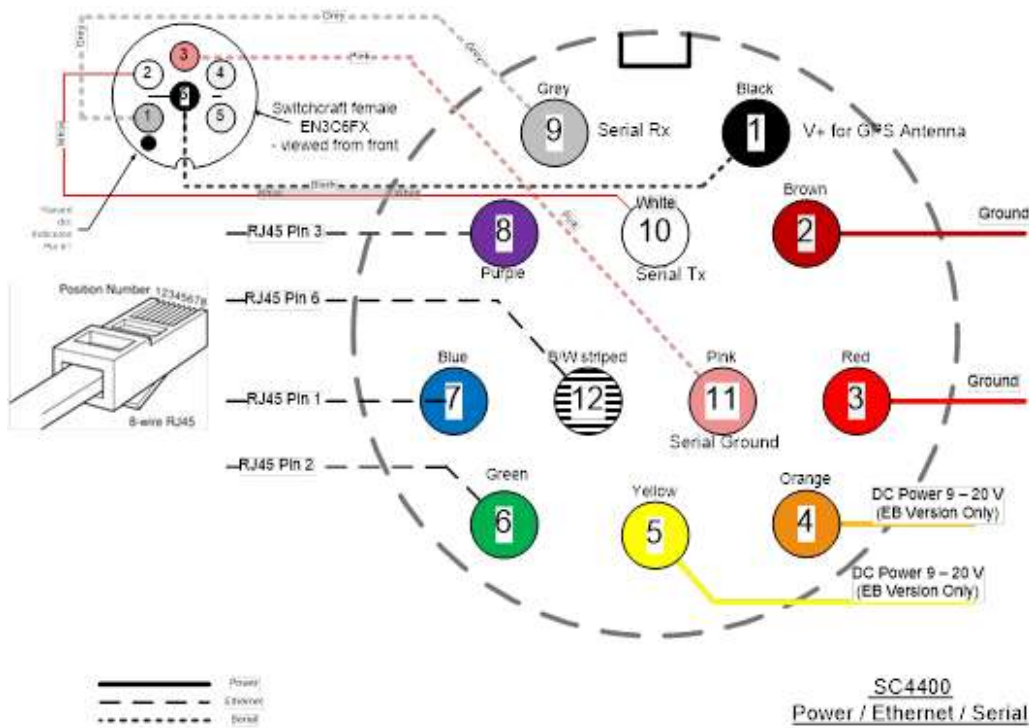 Grey
Grey
Grey
Pink
3
2
4
6
1
5
Switchcraft female
EN3C6FX
- viewed from front
White
Black
White
White
Pink
Grey
9
Serial Rx
Black
1
V+ for GPS Antenna
RJ45 Pin 3
8
Purple
White
10
Serial Tx
Brown
2
Ground
Position Number 12345678
8-wire RJ45
RJ45 Pin 6
RJ45 Pin 1
Blue
7
B/W striped
12
Pink
11
Serial Ground
Red
3
Ground
RJ45 Pin 2
Green
6
Yellow
5
Orange
4
DC Power 9 – 20 V
(EB Version Only)
DC Power 9 – 20 V
(EB Version Only)
Power
Ethernet
Serial
SC4400
Power / Ethernet / Serial